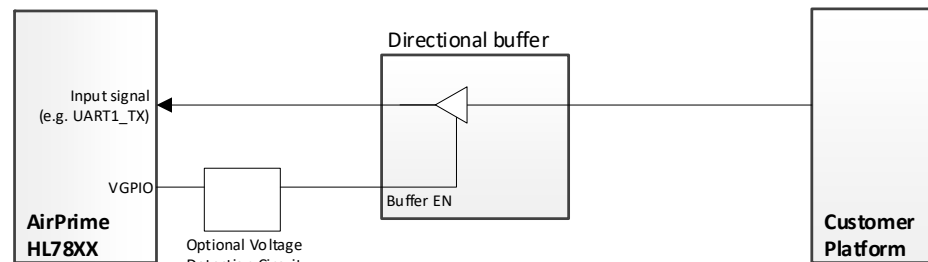 Directional buffer
Input signal
(e.g. UART1_TX)
VGPIO
Buffer EN
AirPrime
HL78XX
Optional Voltage
Customer
Platform